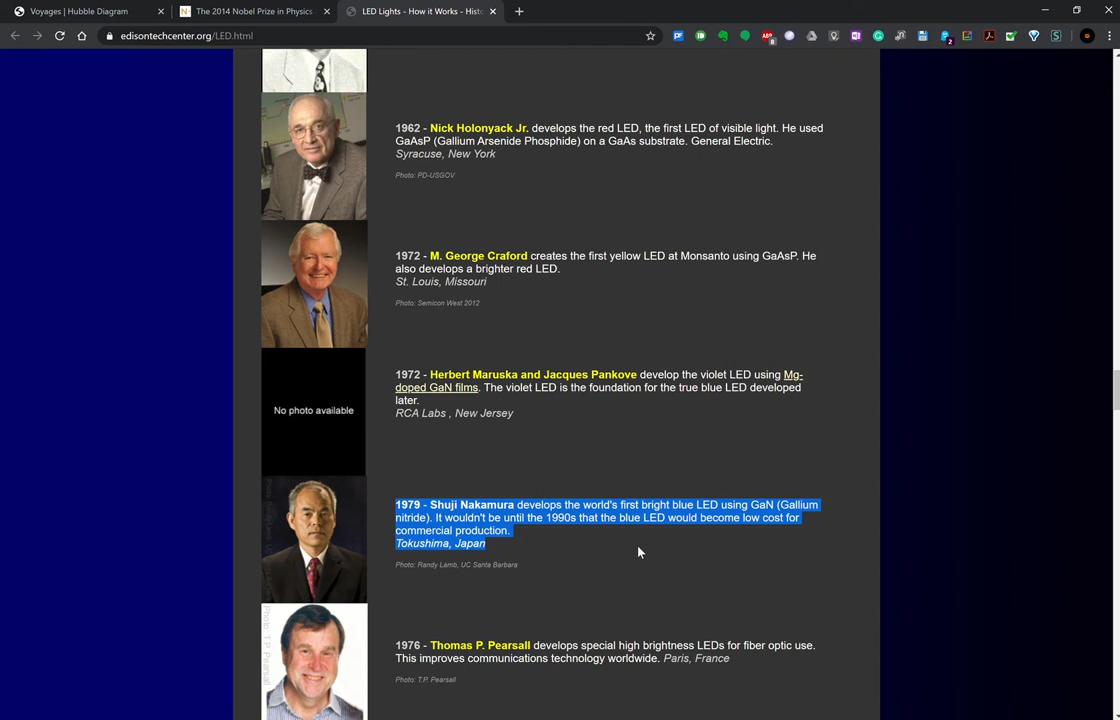 Voyages | Hubble Diagram
The 2014 Nobel Prize in Physics
LED Lights - How it Works - Histo
edisontechcenter.org/LED.html
1962 - Nick Holonyack Jr. develops the red LED, the first LED of visible light. He used
GaAsP (Gallium Arsenide Phosphide) on a GaAs substrate. General Electric.
Syracuse, New York
Photo: PD-USGOV
1972 - M. George Craford creates the first yellow LED at Monsanto using GaAsP. He
also develops a brighter red LED.
St. Louis, Missouri
Photo: Semicon West 2012
1972 - Herbert Maruska and Jacques Pankove develop the violet LED using Mg-
doped GaN films. The violet LED is the foundation for the true blue LED developed
later.
RCA Labs , New Jersey
No photo available
1979 - Shuji Nakamura develops the world's first bright blue LED using GaN (Gallium
nitride). It wouldn't be until the 1990s that the blue LED would become low cost for
commercial production.
Tokushima, Japan
Photo: Randy Lamb, UC Santa Barbara
1976 - Thomas P. Pearsall develops special high brightness LEDs for fiber optic use.
This improves communications technology worldwide. Paris, France
Photo: T.P. Pearsall
Photo: T.P. Pearsall